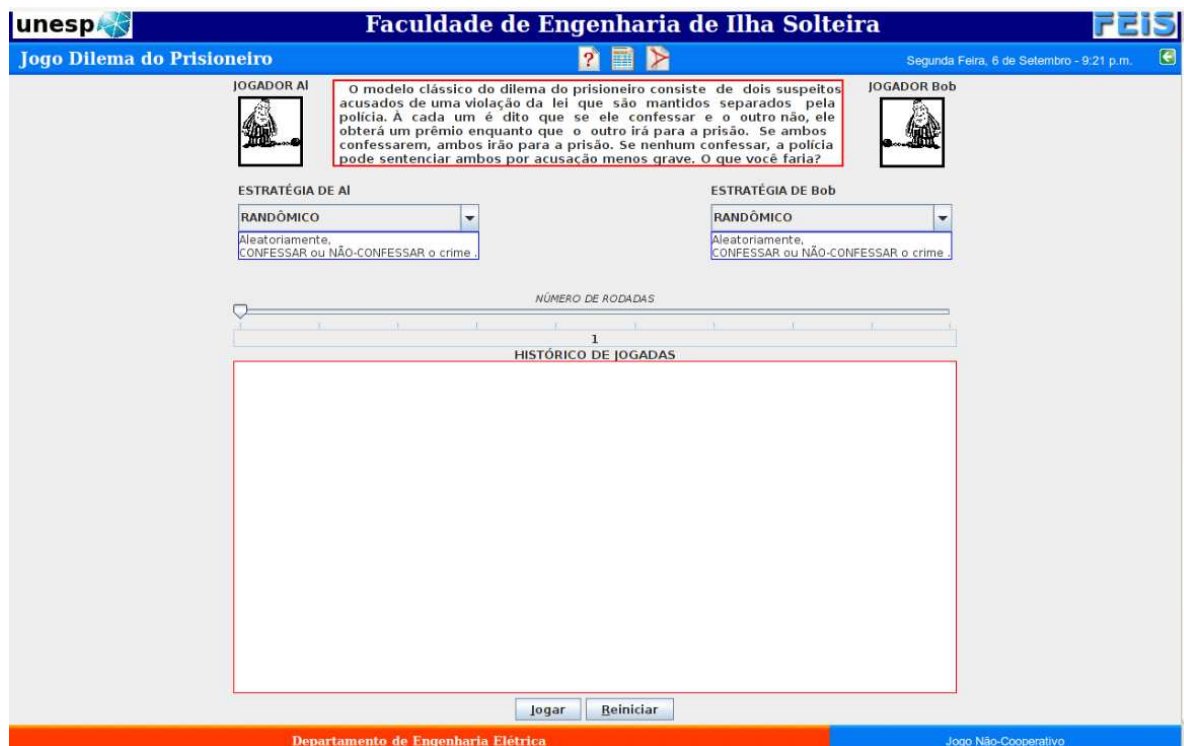 unesp
Faculdade de Engenharia de Ilha Solteira
FEIS
Jogo Dilema do Prisioneiro
?
Segunda Feira, 6 de Setembro - 9:21 p.m.
JOGADOR Al
O modelo clássico do dilema do prisioneiro consiste de dois suspeitos
acusados de uma violação da lei que são mantidos separados pela
polícia. À cada um é dito que se ele confessar e o outro não, ele
obterá um prêmio enquanto que o outro irá para a prisão. Se ambos
confessarem, ambos irão para a prisão. Se nenhum confessar, a polícia
pode sentenciar ambos por acusação menos grave. O que você faria?
JOGADOR Bob
ESTRATÉGIA DE Al
RANDÔMICO
Aleatoriamente,
CONFESSAR ou NÃO-CONFESSAR o crime .
ESTRATÉGIA DE Bob
RANDÔMICO
Aleatoriamente,
CONFESSAR ou NÃO-CONFESSAR o crime .
NÚMERO DE RODADAS
1
HISTÓRICO DE JOGADAS
Jogar
Reiniciar
Departamento de Engenharia Elétrica
Jogo Não-Cooperativo